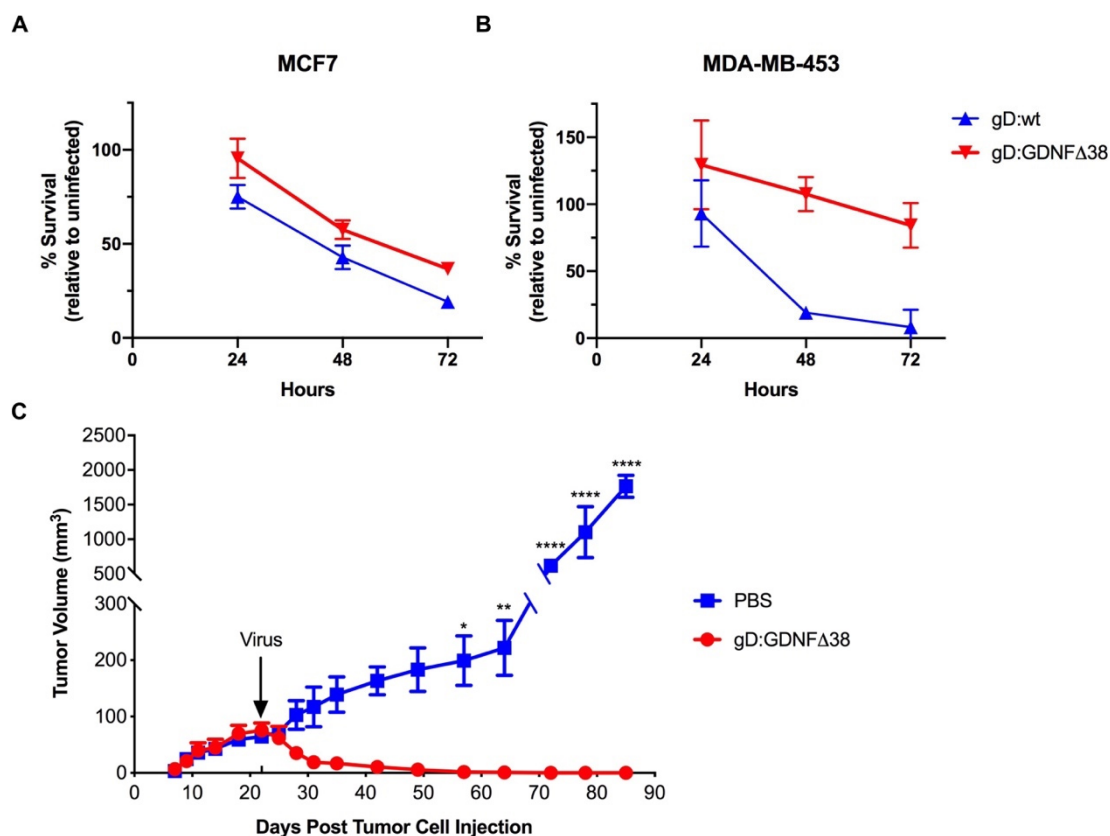 A
B
MCF7
MDA-MB-453
% Survival
(relative to uninfected)
100
50
0
0
24
48
72
Hours
% Survival
(relative to uninfected)
150
100
50
0
0
24
48
72
Hours
gD:wt
gD:GDNFΔ38
C
Tumor Volume (mm³)
2500
2000
1500
1000
500
300
200
100
0
Virus
*
**
****
****
****
PBS
gD:GDNFΔ38
0
10
20
30
40
50
60
70
80
90
Days Post Tumor Cell Injection